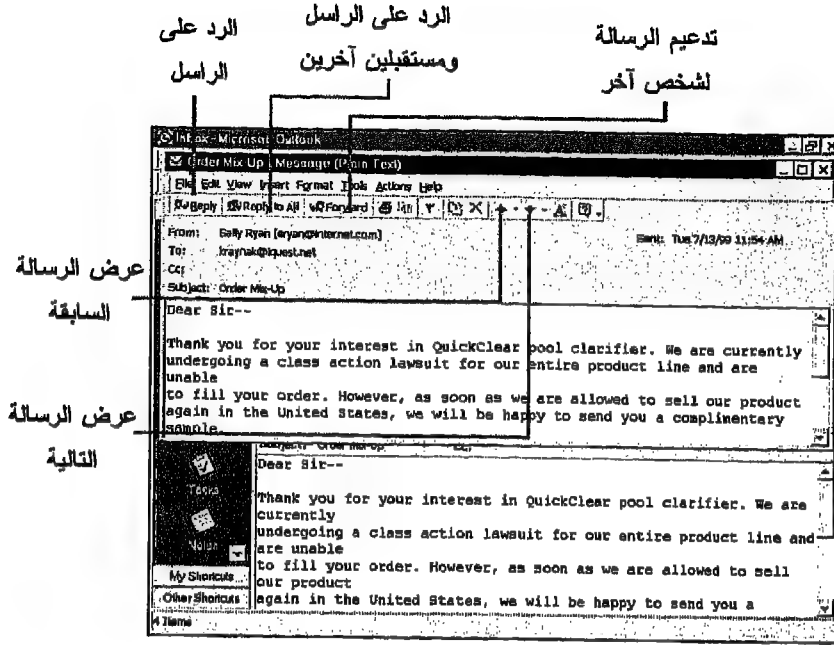 الرد على
الراسل
الرد على الراسل
ومستقبلين آخرين
تدعيم الرسالة
لشخص آخر
Inbox - Microsoft Outlook
Order Mix Up - Message (Plain Text)
File Edit View Insert Format Tools Actions Help
Reply Reply to All Forward
From: Sally Ryan [eryan@internet.com]
Sent: Tue 7/13/99 11:54 AM
To: kraynak@iquest.net
Cc:
Subject: Order Mix-Up
عرض الرسالة
السابقة
Dear Sir--
Thank you for your interest in QuickClear pool clarifier. We are currently
undergoing a class action lawsuit for our entire product line and are
unable
to fill your order. However, as soon as we are allowed to sell our product
again in the United States, we will be happy to send you a complimentary
sample.
عرض الرسالة
التالية
Subject: Order Mix-Up Cc:
Tasks
Notes
My Shortcuts
Other Shortcuts
Dear Sir--
Thank you for your interest in QuickClear pool clarifier. We are
currently
undergoing a class action lawsuit for our entire product line and
are unable
to fill your order. However, as soon as we are allowed to sell
our product
again in the United States, we will be happy to send you a
4 Items